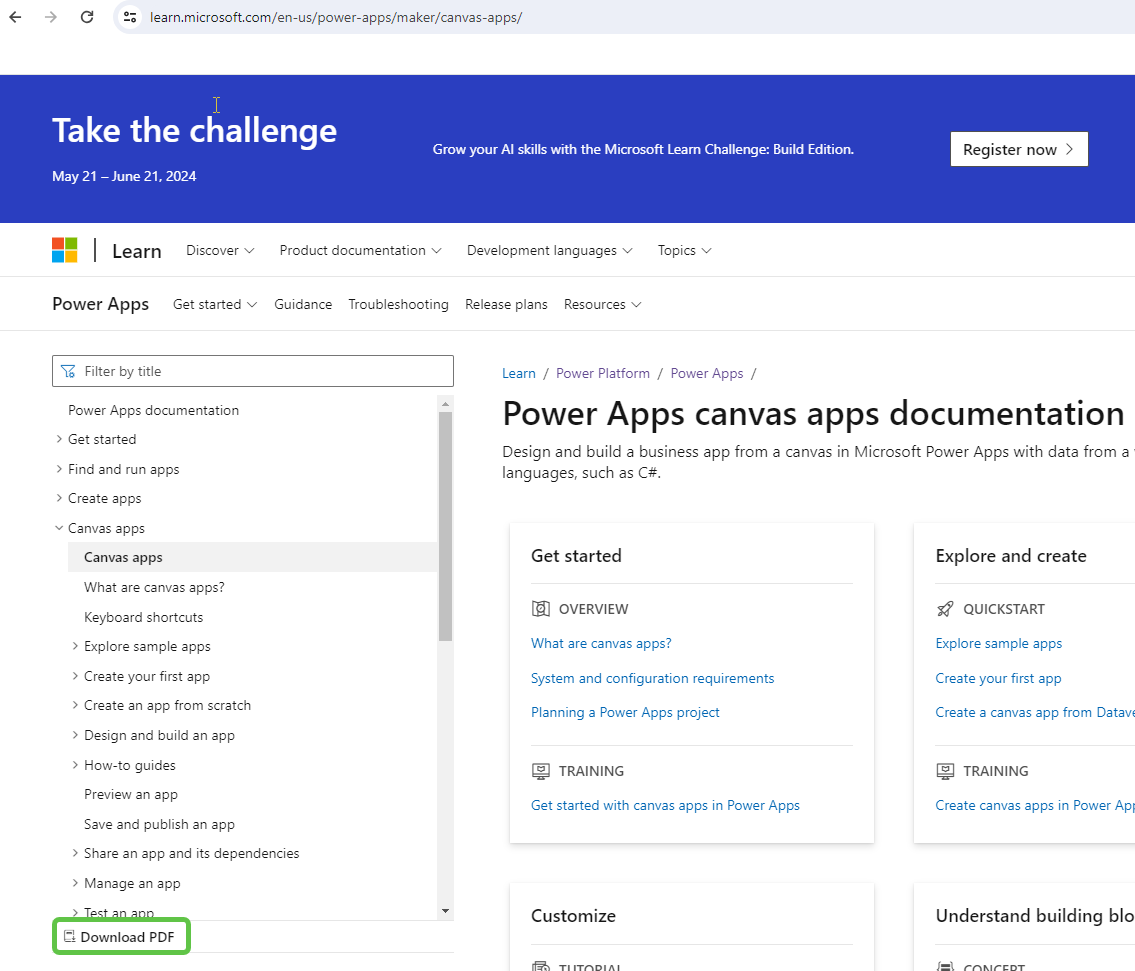 learn.microsoft.com/en-us/power-apps/maker/canvas-apps/
Take the challenge
May 21 – June 21, 2024
Grow your AI skills with the Microsoft Learn Challenge: Build Edition.
Register now
Learn Discover Product documentation Development languages Topics
Power Apps Get started Guidance Troubleshooting Release plans Resources
Filter by title
Power Apps documentation
Get started
Find and run apps
Create apps
Canvas apps
Canvas apps
What are canvas apps?
Keyboard shortcuts
Explore sample apps
Create your first app
Create an app from scratch
Design and build an app
How-to guides
Preview an app
Save and publish an app
Share an app and its dependencies
Manage an app
Test an app
Download PDF
Learn / Power Platform / Power Apps /
Power Apps canvas apps documentation
Design and build a business app from a canvas in Microsoft Power Apps with data from a
languages, such as C#.
Get started
OVERVIEW
What are canvas apps?
System and configuration requirements
Planning a Power Apps project
TRAINING
Get started with canvas apps in Power Apps
Explore and create
QUICKSTART
Explore sample apps
Create your first app
Create a canvas app from Datave
TRAINING
Create canvas apps in Power App
Customize
TUTORIAL
Understand building blo
CONCEPT